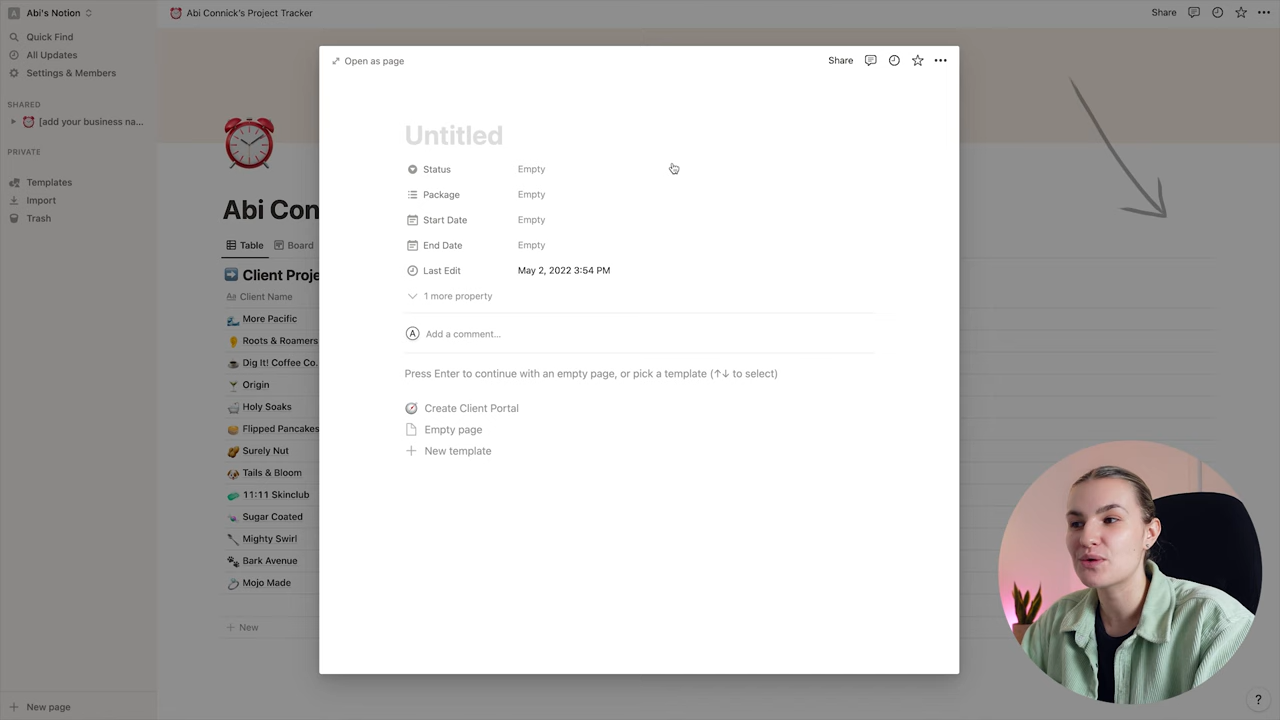 A Abi's Notion
Abi Connick's Project Tracker
Share
Quick Find
All Updates
Settings & Members
SHARED
[add your business na...
PRIVATE
Templates
Import
Trash
New page
Abi Conn
Table
Board
Client Proje
Aa Client Name
More Pacific
Roots & Roamers
Dig It! Coffee Co.
Origin
Holy Soaks
Flipped Pancakes
Surely Nut
Tails & Bloom
11:11 Skinclub
Sugar Coated
Mighty Swirl
Bark Avenue
Mojo Made
+ New
Open as page
Share
Untitled
Status Empty
Package Empty
Start Date Empty
End Date Empty
Last Edit May 2, 2022 3:54 PM
1 more property
A Add a comment...
Press Enter to continue with an empty page, or pick a template (↑↓ to select)
Create Client Portal
Empty page
New template
?